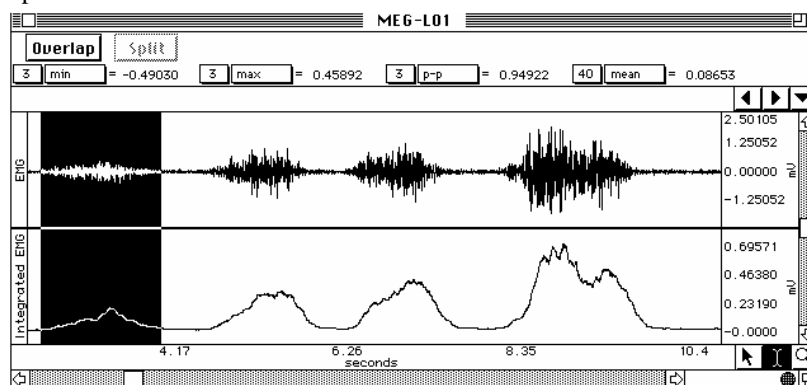 MEG-L01
Overlap Split
3 min = -0.49030 3 max = 0.45892 3 p-p = 0.94922 40 mean = 0.08653
EMG
2.50105
1.25052
0.00000
-1.25052
mV
Integrated EMG
0.69571
0.46380
0.23190
-0.0000
mV
4.17 6.26 8.35 10.4
seconds